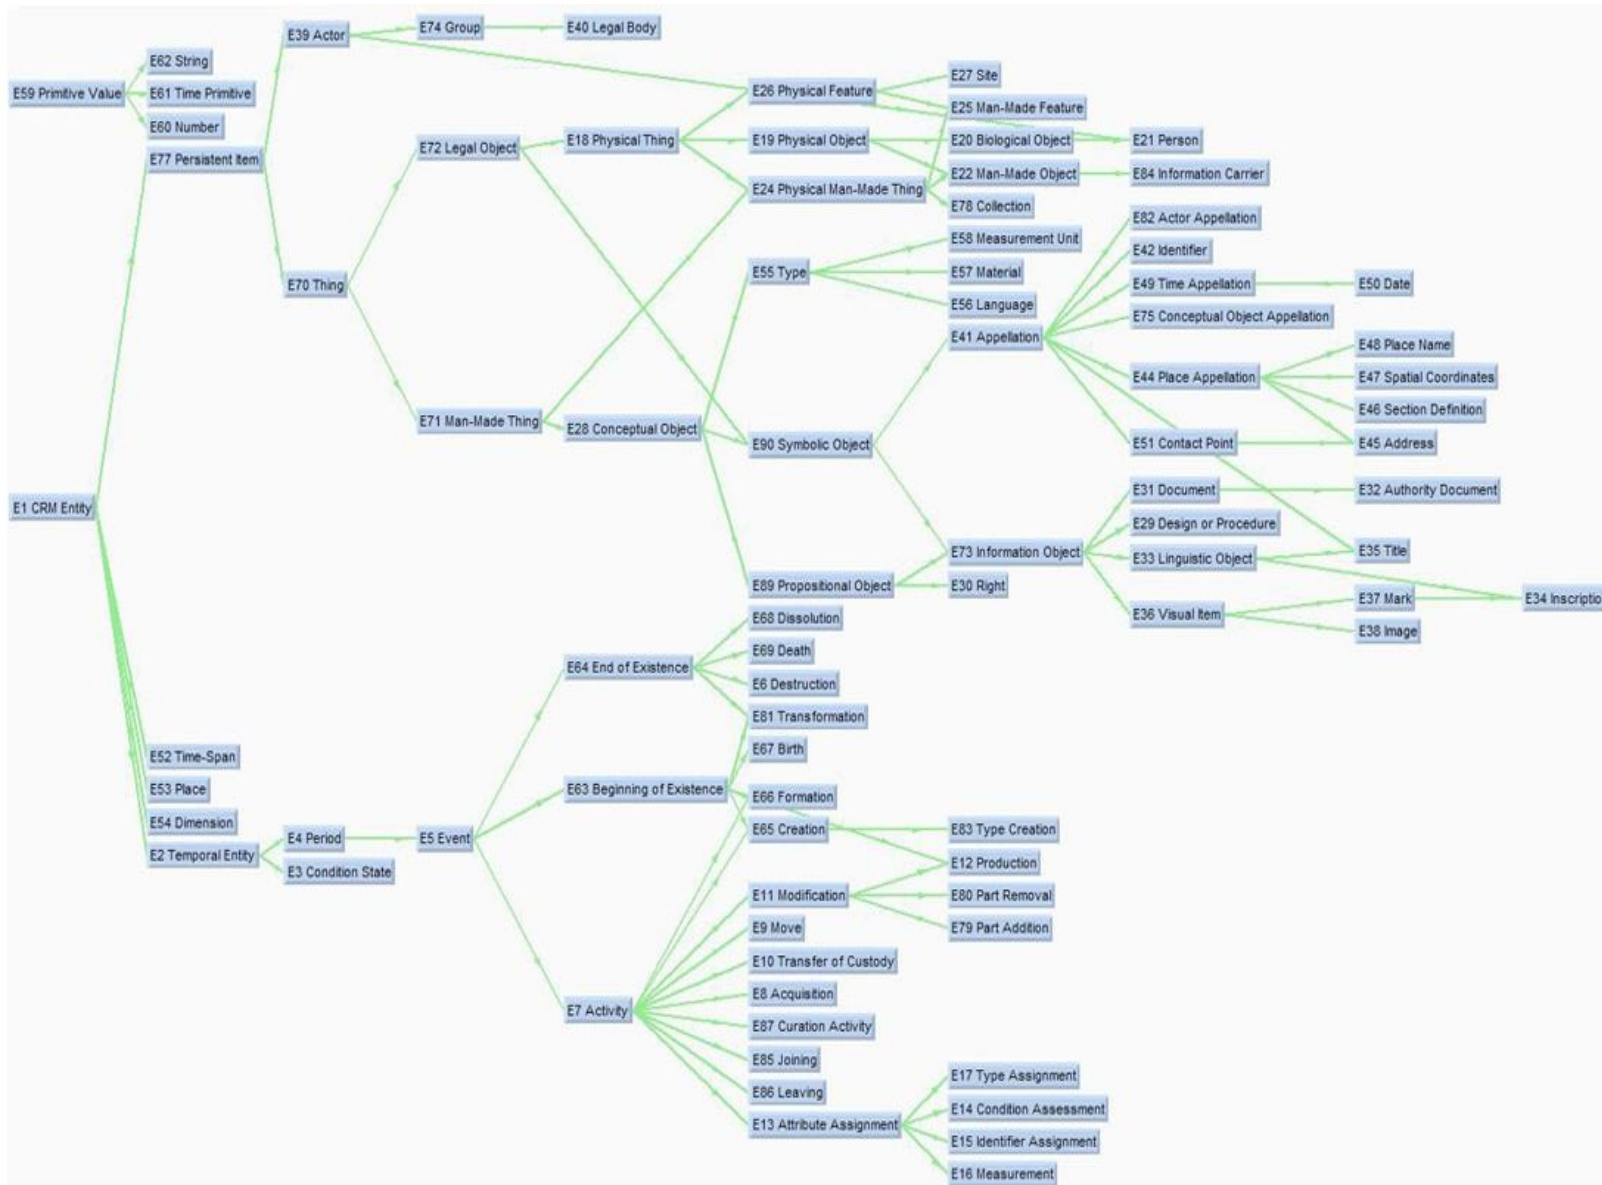 E39 Actor
E74 Group
E40 Legal Body
E62 String
E59 Primitive Value
E61 Time Primitive
E60 Number
E77 Persistent Item
E26 Physical Feature
E27 Site
E25 Man-Made Feature
E72 Legal Object
E18 Physical Thing
E19 Physical Object
E20 Biological Object
E21 Person
E24 Physical Man-Made Thing
E22 Man-Made Object
E84 Information Carrier
E78 Collection
E82 Actor Appellation
E58 Measurement Unit
E42 Identifier
E70 Thing
E55 Type
E57 Material
E49 Time Appellation
E50 Date
E56 Language
E75 Conceptual Object Appellation
E41 Appellation
E48 Place Name
E44 Place Appellation
E47 Spatial Coordinates
E46 Section Definition
E71 Man-Made Thing
E28 Conceptual Object
E90 Symbolic Object
E51 Contact Point
E45 Address
E1 CRM Entity
E31 Document
E32 Authority Document
E29 Design or Procedure
E73 Information Object
E33 Linguistic Object
E35 Title
E89 Propositional Object
E30 Right
E37 Mark
E34 Inscriptio
E36 Visual Item
E38 Image
E68 Dissolution
E64 End of Existence
E69 Death
E6 Destruction
E81 Transformation
E67 Birth
E52 Time-Span
E53 Place
E63 Beginning of Existence
E66 Formation
E54 Dimension
E65 Creation
E83 Type Creation
E2 Temporal Entity
E4 Period
E5 Event
E3 Condition State
E12 Production
E11 Modification
E80 Part Removal
E9 Move
E79 Part Addition
E10 Transfer of Custody
E8 Acquisition
E7 Activity
E87 Curation Activity
E85 Joining
E86 Leaving
E17 Type Assignment
E13 Attribute Assignment
E14 Condition Assessment
E15 Identifier Assignment
E16 Measurement